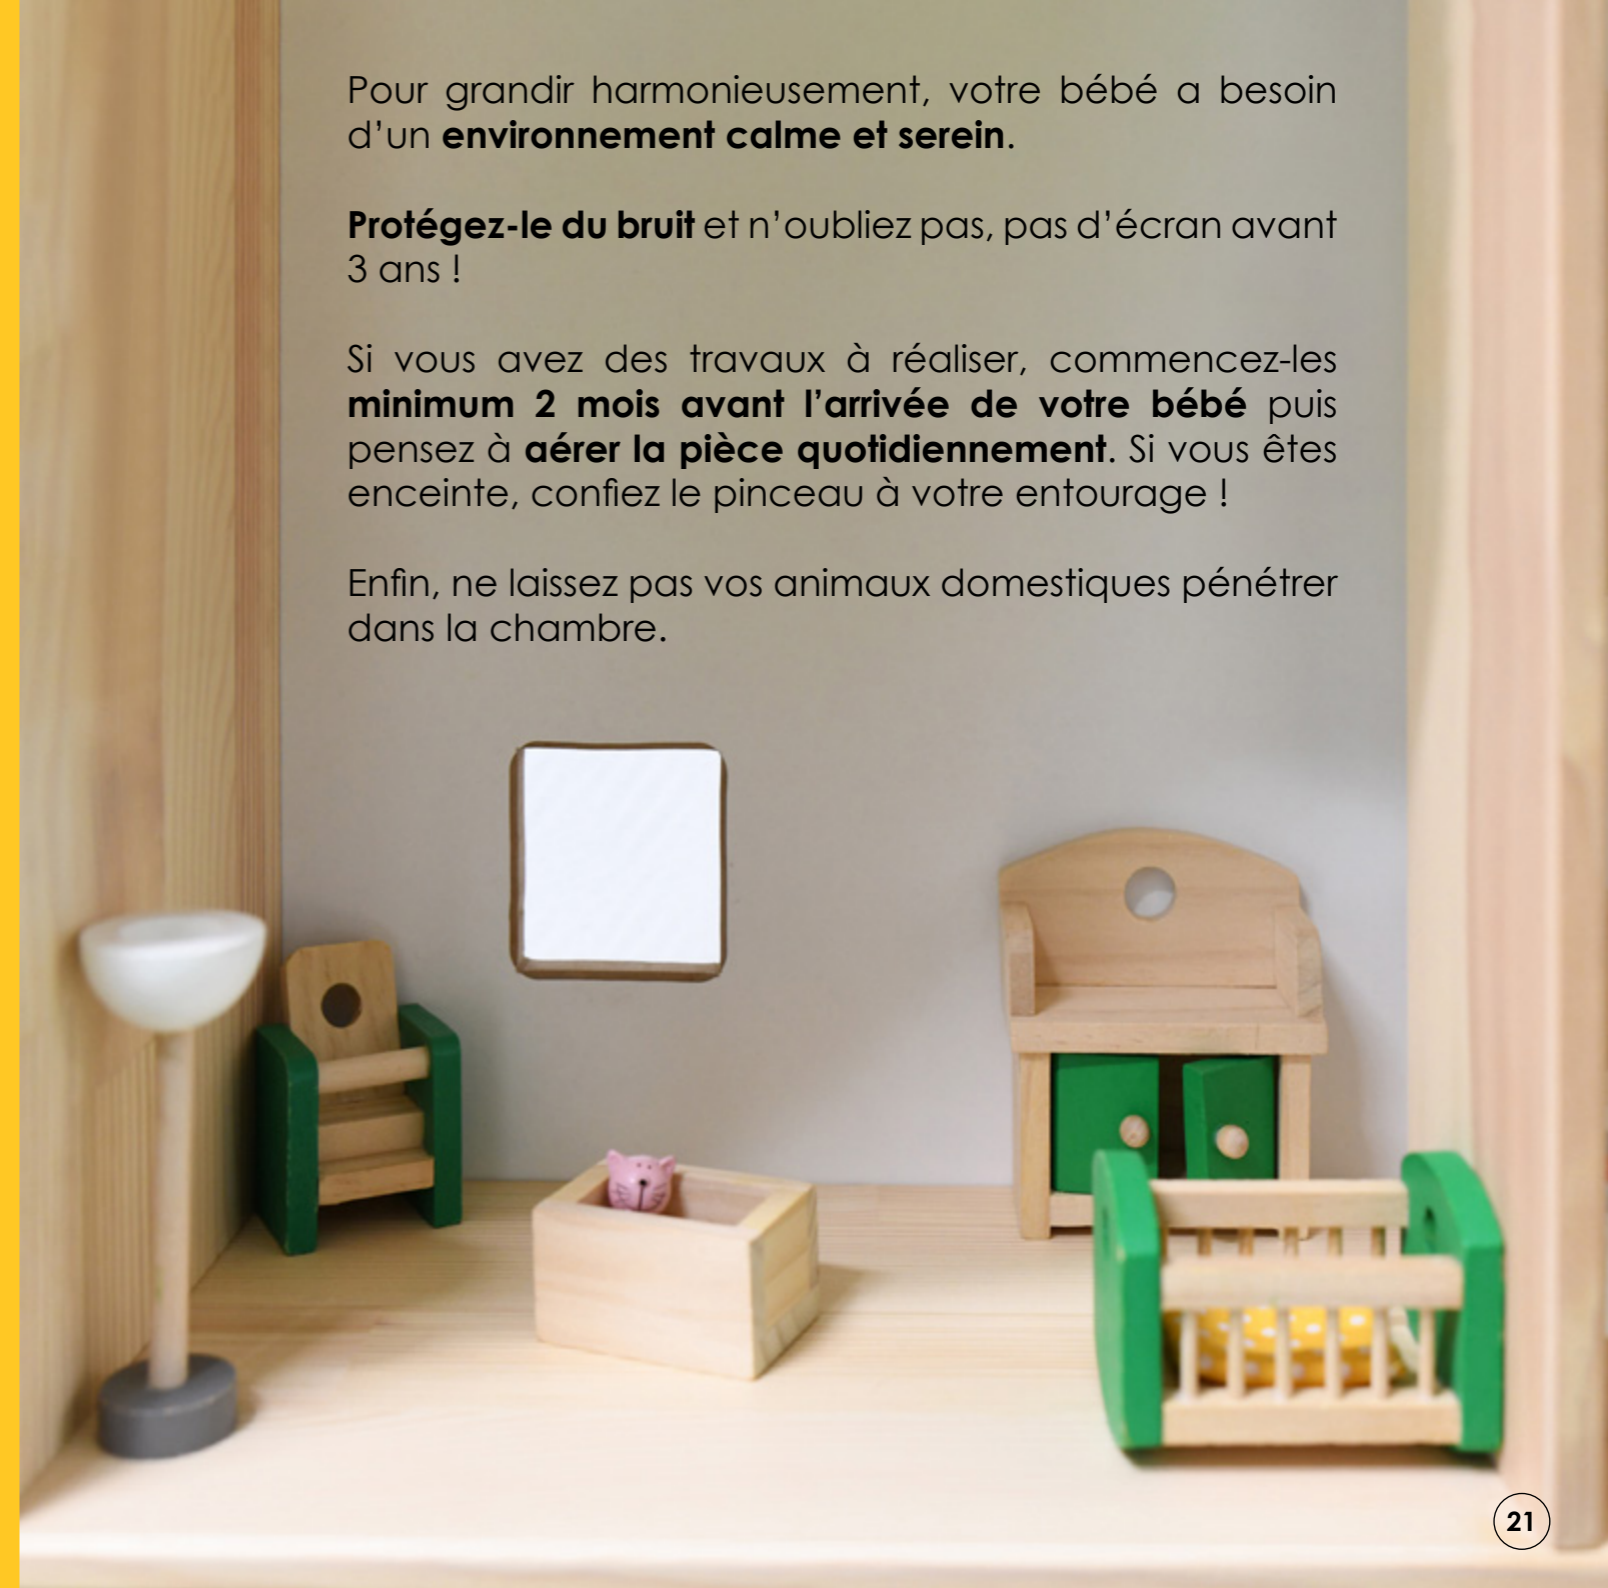 Pour grandir harmonieusement, votre bébé a besoin
d’un environnement calme et serein.
Protégez-le du bruit et n’oubliez pas, pas d’écran avant
3 ans !
Si vous avez des travaux à réaliser, commencez-les
minimum 2 mois avant l’arrivée de votre bébé puis
pensez à aérer la pièce quotidiennement. Si vous êtes
enceinte, confiez le pinceau à votre entourage !
Enfin, ne laissez pas vos animaux domestiques pénétrer
dans la chambre.
21